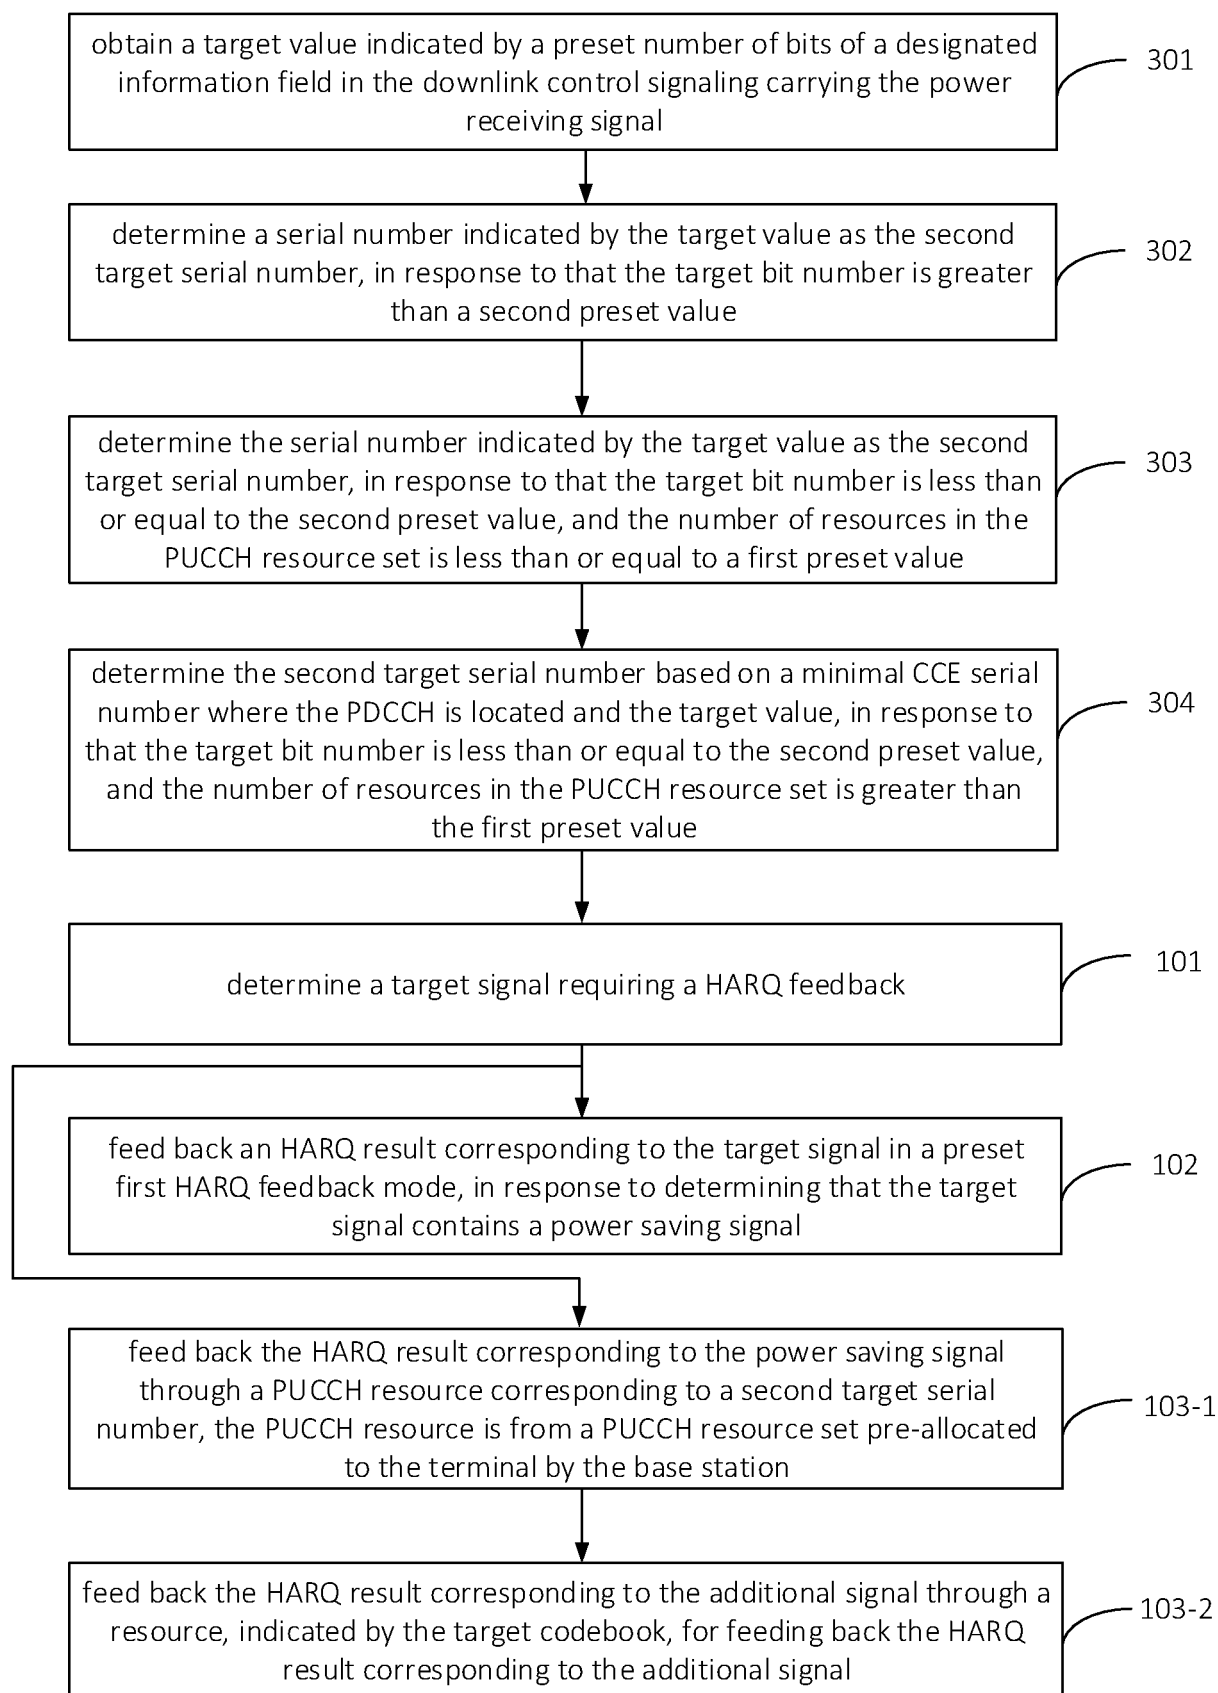 obtain a target value indicated by a preset number of bits of a designated
information field in the downlink control signaling carrying the power
receiving signal
301
determine a serial number indicated by the target value as the second
target serial number, in response to that the target bit number is greater
than a second preset value
302
determine the serial number indicated by the target value as the second
target serial number, in response to that the target bit number is less than
or equal to the second preset value, and the number of resources in the
PUCCH resource set is less than or equal to a first preset value
303
determine the second target serial number based on a minimal CCE serial
number where the PDCCH is located and the target value, in response to
that the target bit number is less than or equal to the second preset value,
and the number of resources in the PUCCH resource set is greater than
the first preset value
304
determine a target signal requiring a HARQ feedback
101
feed back an HARQ result corresponding to the target signal in a preset
first HARQ feedback mode, in response to determining that the target
signal contains a power saving signal
102
feed back the HARQ result corresponding to the power saving signal
through a PUCCH resource corresponding to a second target serial
number, the PUCCH resource is from a PUCCH resource set pre-allocated
to the terminal by the base station
103-1
feed back the HARQ result corresponding to the additional signal through a
resource, indicated by the target codebook, for feeding back the HARQ
result corresponding to the additional signal
103-2